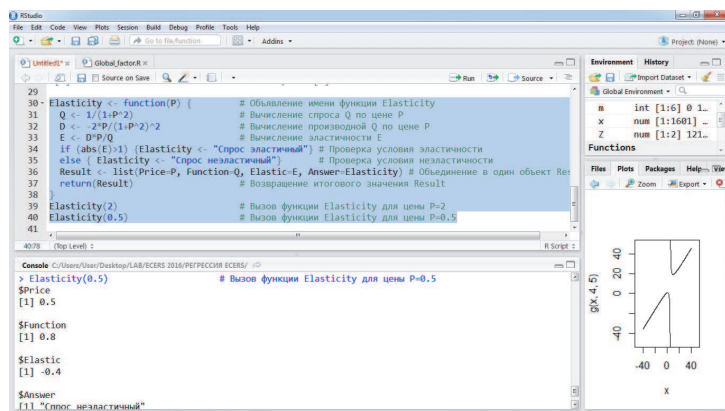 RStudio
File Edit Code View Plots Session Build Debug Profile Tools Help
Go to file/function Addins Project: (None)
Untitled1* Global_factor.R
Source on Save Run Source
29
30 Elasticity <- function(P) { # Объявление имени функции Elasticity
31 Q <- 1/(1+P^2) # Вычисление спроса Q по цене P
32 D <- -2*P/(1+P^2)^2 # Вычисление производной Q по цене P
33 E <- D*P/Q # Вычисление эластичности E
34 if (abs(E)>1) {Elasticity <- "Спрос эластичный"} # Проверка условия эластичности
35 else { Elasticity <- "Спрос неэластичный"} # Проверка условия неэластичности
36 Result <- list(Price=P, Function=Q, Elastic=E, Answer=Elasticity) # Объединение в один объект Res
37 return(Result) # Возвращение итогового значения Result
38 }
39 Elasticity(2) # Вызов функции Elasticity для цены P=2
40 Elasticity(0.5) # Вызов функции Elasticity для цены P=0.5
41
40:78 (Top Level) R Script
Console C:/Users/User/Desktop/LAB/ECERS 2016/РЕГРЕССИЯ ECERS/
> Elasticity(0.5) # Вызов функции Elasticity для цены P=0.5
$Price
[1] 0.5
$Function
[1] 0.8
$Elastic
[1] -0.4
$Answer
[1] "Спрос неэластичный"
Environment History
Import Dataset
Global Environment
m int [1:6] 0 1…
x num [1:1601] …
Z num [1:2] 121…
Functions
Files Plots Packages Help
Zoom Export
g(x, 4, 5)
40
20
0
-40
-40 0 40
x